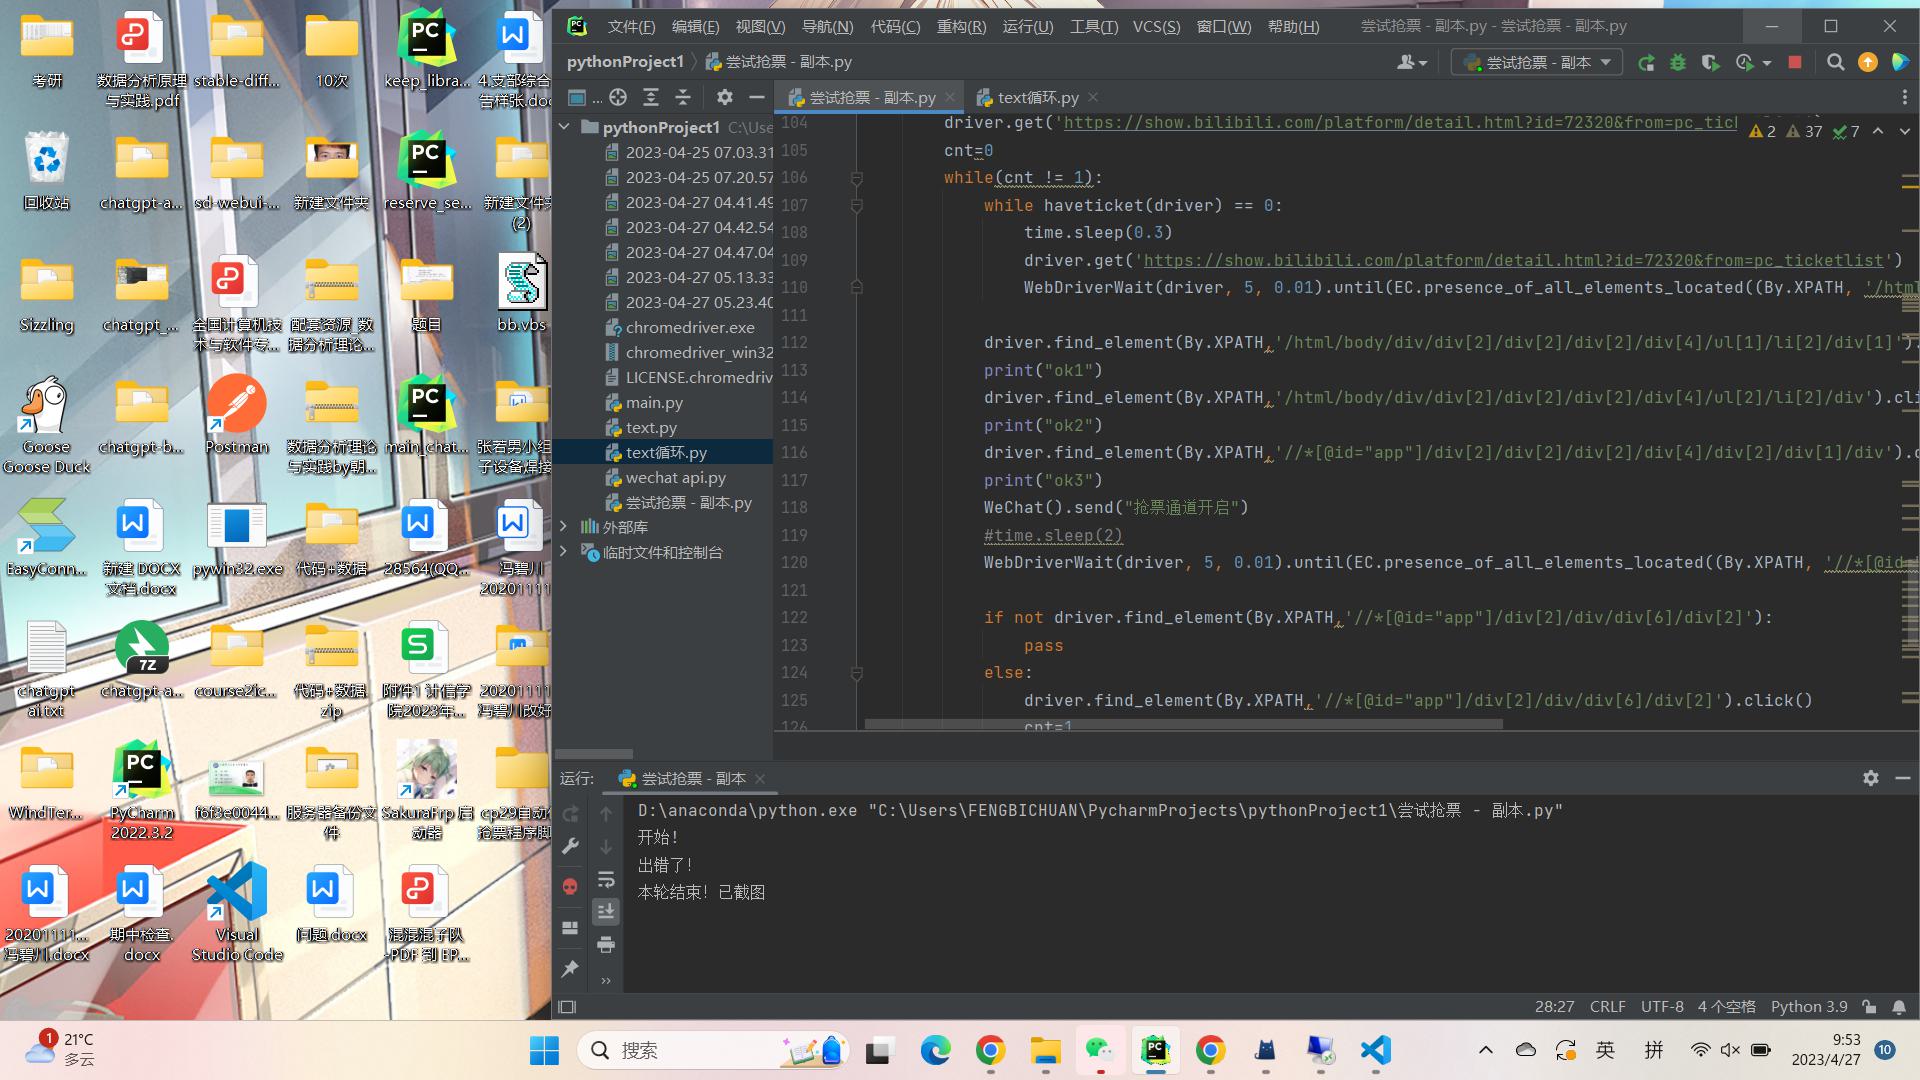 考研
数据分析原理
与实践.pdf
stable-diff...
10次
keep_libra...
4.支部综合
告样张.doc
回收站
chatgpt-a...
sd-webui-...
新建文件夹
reserve_se...
新建文件夹
(2)
Sizzling
chatgpt_...
全国计算机技
术与软件专...
配套资源_数
据分析理论...
题目
bb.vbs
Goose
Goose Duck
chatgpt-b...
Postman
数据分析理论
与实践by朝...
main_chat...
张若男小组
子设备焊接
EasyConn...
新建 DOCX
文档.docx
pywin32.exe
代码+数据
28564(QQ...
冯碧川
20201111
chatgpt
ai.txt
7Z
chatgpt-a...
course2ic...
代码+数据.
zip
附件1 计信学
院2023年...
20201111
冯碧川改好
WindTer...
PyCharm
2022.3.2
f6f3e0044...
服务器备份文
件
SakuraFrp 启
动器
cp29自动化
抢票程序脚
20201111...
冯碧川.docx
期中检查.
docx
Visual
Studio Code
问题.docx
混混混子队
-PDF 到 EP...
文件(F) 编辑(E) 视图(V) 导航(N) 代码(C) 重构(R) 运行(U) 工具(T) VCS(S) 窗口(W) 帮助(H) 尝试抢票 - 副本.py - 尝试抢票 - 副本.py
pythonProject1 尝试抢票 - 副本.py
尝试抢票 - 副本
... 尝试抢票 - 副本.py text循环.py
pythonProject1 C:\Use
2023-04-25 07.03.31
2023-04-25 07.20.57
2023-04-27 04.41.49
2023-04-27 04.42.54
2023-04-27 04.47.04
2023-04-27 05.13.33
2023-04-27 05.23.40
chromedriver.exe
chromedriver_win32
LICENSE.chromedriv
main.py
text.py
text循环.py
wechat api.py
尝试抢票 - 副本.py
外部库
临时文件和控制台
2 37 7
104 driver.get('https://show.bilibili.com/platform/detail.html?id=72320&from=pc_tick
105 cnt=0
106 while(cnt != 1):
107 while haveticket(driver) == 0:
108 time.sleep(0.3)
109 driver.get('https://show.bilibili.com/platform/detail.html?id=72320&from=pc_ticketlist')
110 WebDriverWait(driver, 5, 0.01).until(EC.presence_of_all_elements_located((By.XPATH, '/html
111
112 driver.find_element(By.XPATH,'/html/body/div/div[2]/div[2]/div[2]/div[4]/ul[1]/li[2]/div[1]').
113 print("ok1")
114 driver.find_element(By.XPATH,'/html/body/div/div[2]/div[2]/div[2]/div[4]/ul[2]/li[2]/div').cli
115 print("ok2")
116 driver.find_element(By.XPATH,'//*[@id="app"]/div[2]/div[2]/div[2]/div[4]/div[2]/div[1]/div').c
117 print("ok3")
118 WeChat().send("抢票通道开启")
119 #time.sleep(2)
120 WebDriverWait(driver, 5, 0.01).until(EC.presence_of_all_elements_located((By.XPATH, '//*[@id=
121
122 if not driver.find_element(By.XPATH,'//*[@id="app"]/div[2]/div/div[6]/div[2]'):
123 pass
124 else:
125 driver.find_element(By.XPATH,'//*[@id="app"]/div[2]/div/div[6]/div[2]').click()
126 cnt=1
运行: 尝试抢票 - 副本
D:\anaconda\python.exe "C:\Users\FENGBICHUAN\PycharmProjects\pythonProject1\尝试抢票 - 副本.py"
开始!
出错了!
本轮结束! 已截图
28:27 CRLF UTF-8 4 个空格 Python 3.9
1
21°C
多云
搜索
英
拼
9:53
2023/4/27
10